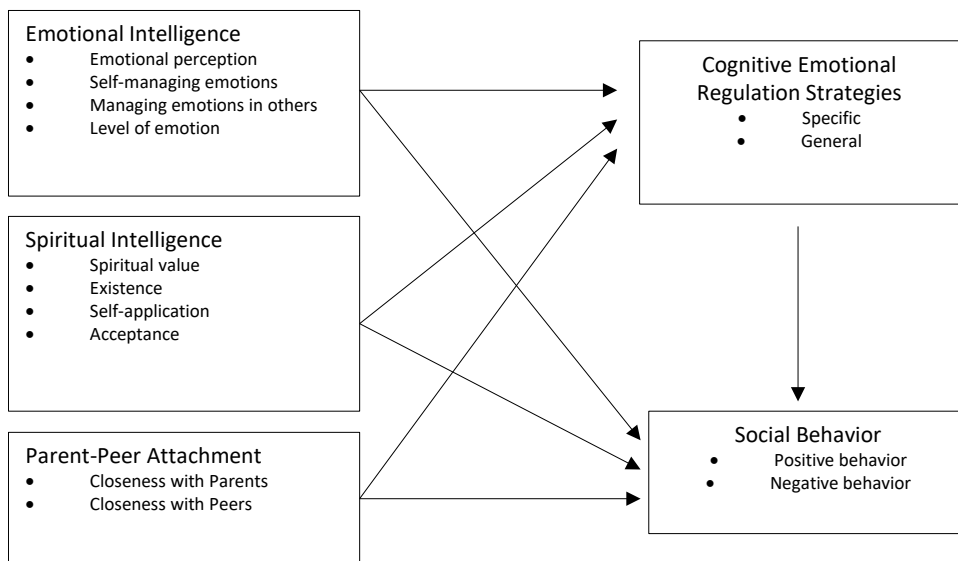 Emotional Intelligence
• Emotional perception
• Self-managing emotions
• Managing emotions in others
• Level of emotion
Spiritual Intelligence
• Spiritual value
• Existence
• Self-application
• Acceptance
Parent-Peer Attachment
• Closeness with Parents
• Closeness with Peers
Cognitive Emotional
Regulation Strategies
• Specific
• General
Social Behavior
• Positive behavior
• Negative behavior